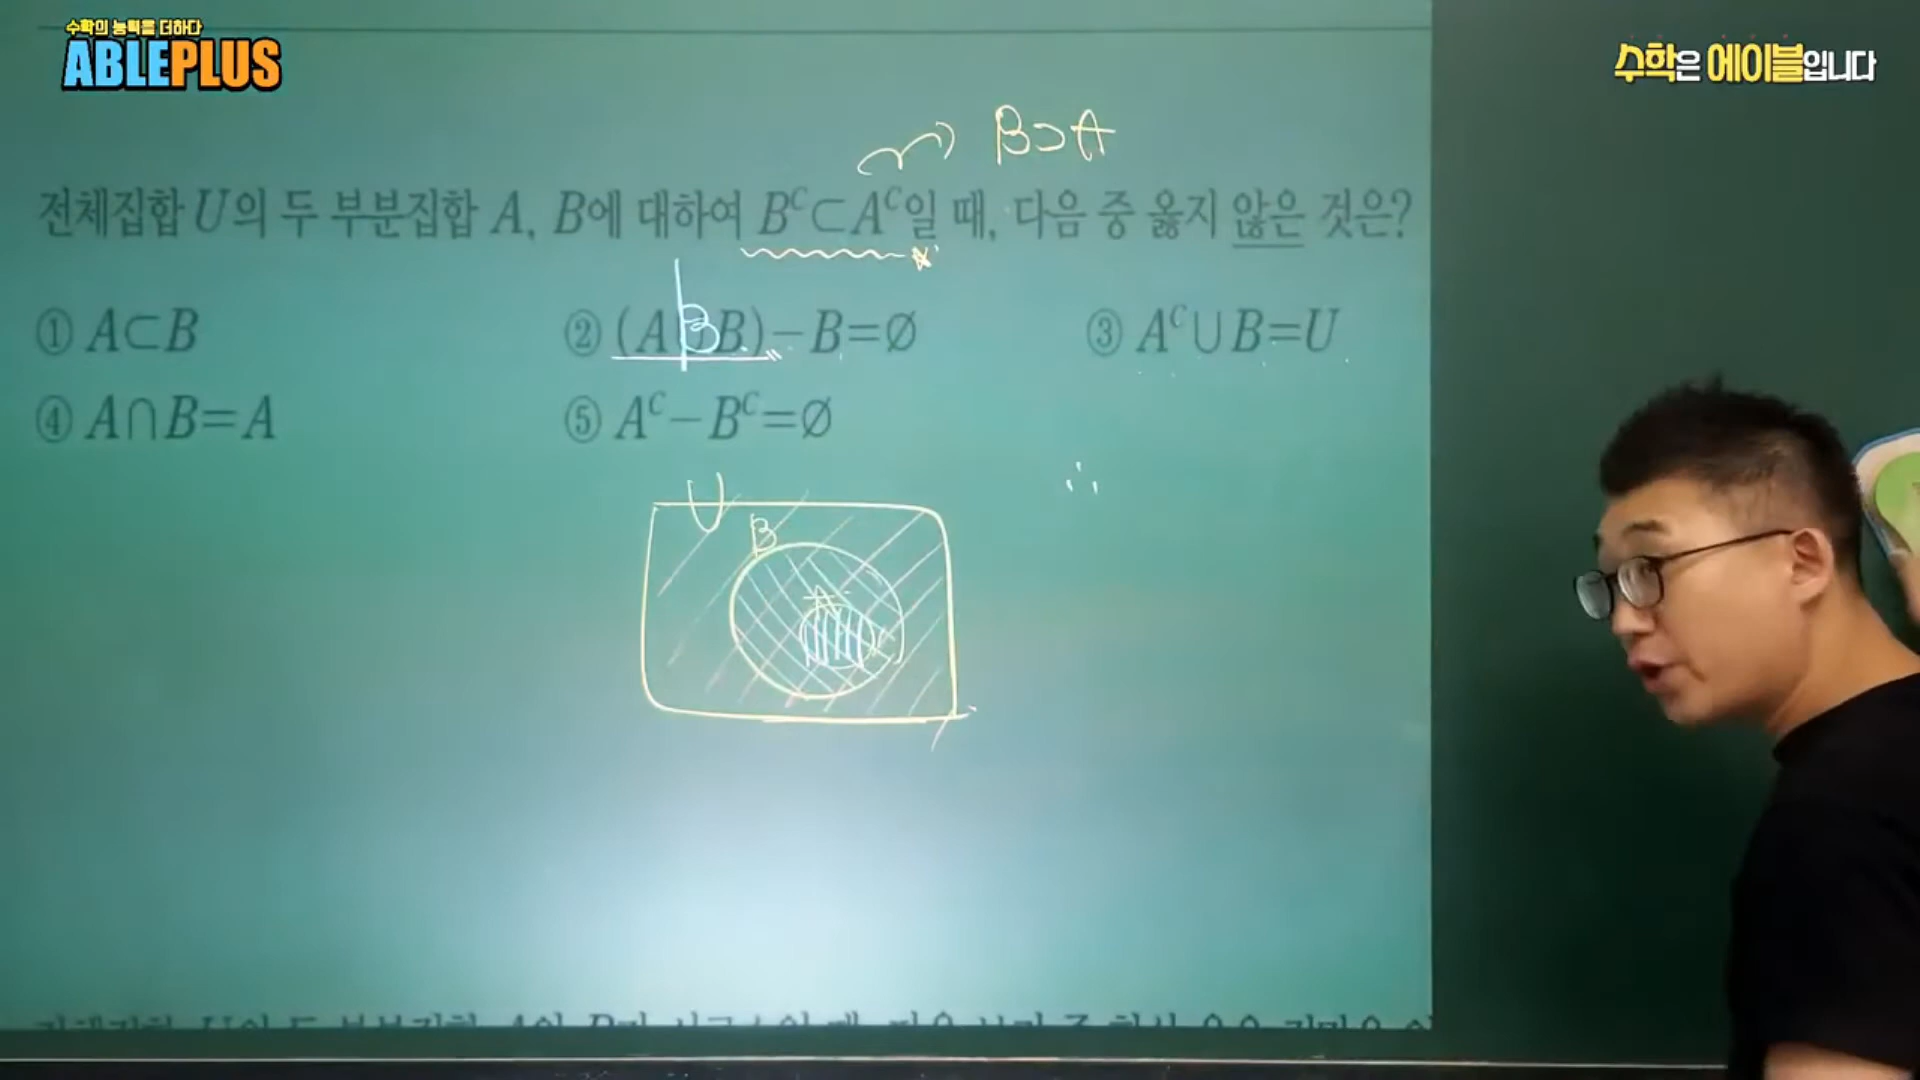 수학의 능력을 더하다
ABLEPLUS
수학은 에이블입니다
B⊃A
전체집합 U의 두 부분집합 A, B에 대하여 Bᶜ⊂Aᶜ일 때, 다음 중 옳지 않은 것은?
① A⊂B ② (A B)−B=∅ ③ Aᶜ∪B=U
B
④ A∩B=A ⑤ Aᶜ−Bᶜ=∅
∴
U
B
A